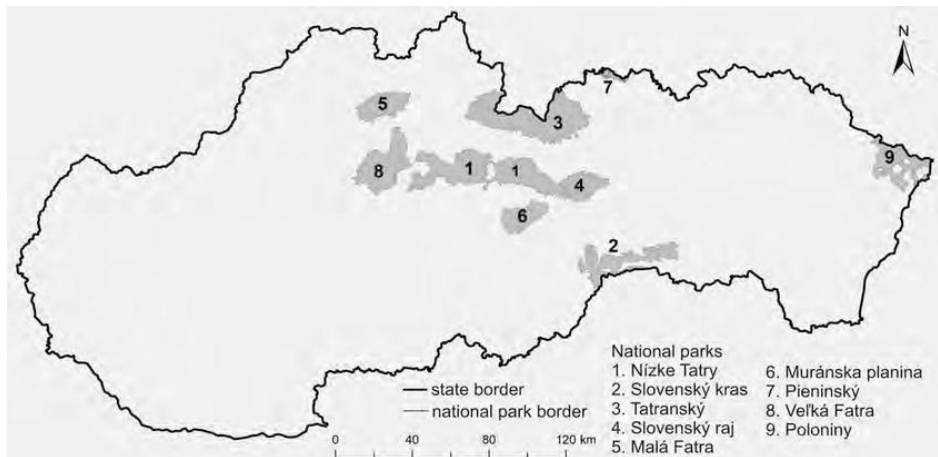 N
7
5
3
9
1
1
8
4
6
2
National parks
1. Nízke Tatry
2. Slovenský kras
3. Tatranský
4. Slovenský raj
5. Malá Fatra
6. Muránska planina
7. Pieninský
8. Veľká Fatra
9. Poloniny
state border
national park border
0 40 80 120 km